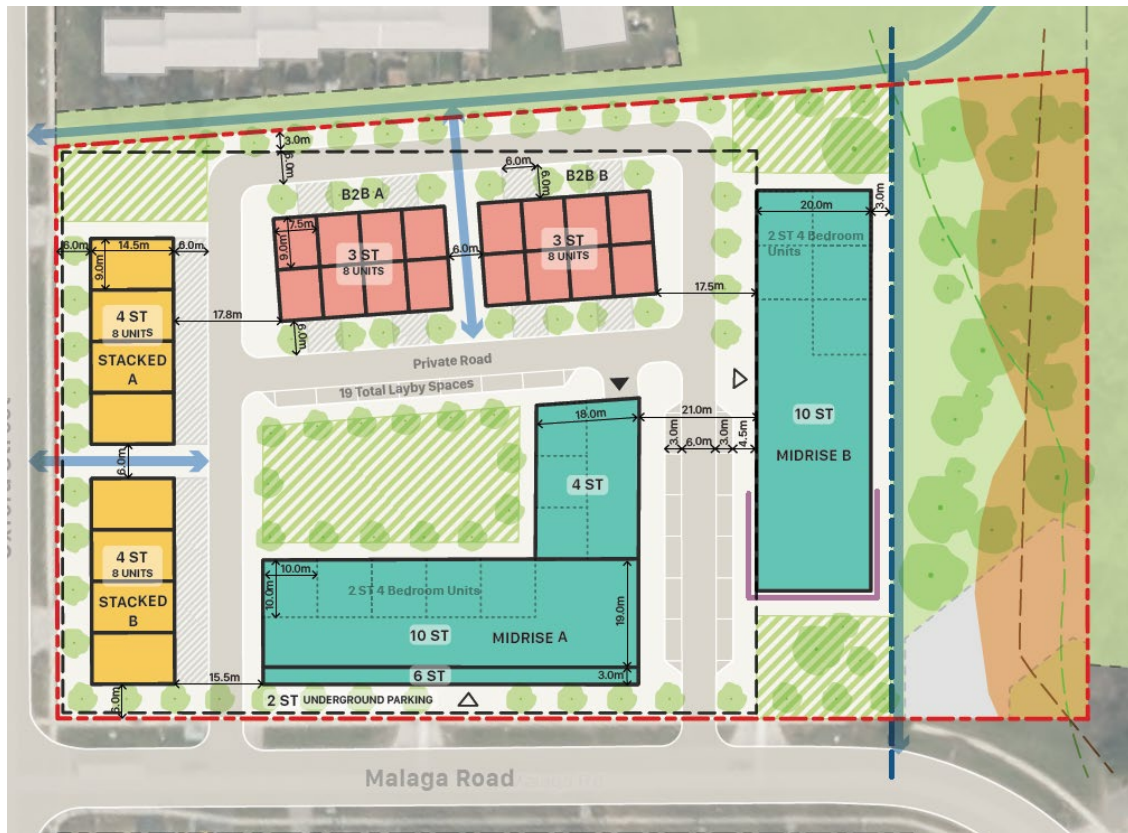 3.0m
6.0m
B2B A
6.0m
6.0m
B2B B
20.0m
3.0m
7.5m
9.0m
3 ST
8 UNITS
6.0m
3 ST
8 UNITS
2 ST 4 Bedroom
Units
6.0m
14.5m
6.0m
9.0m
4 ST
8 UNITS
STACKED
A
17.8m
6.0m
17.5m
Private Road
19 Total Layby Spaces
18.0m
21.0m
3.0m
6.0m
3.0m
4.5m
10 ST
MIDRISE B
6.0m
4 ST
4 ST
8 UNITS
STACKED
B
10.0m
10.0m
2 ST 4 Bedroom Units
10 ST
MIDRISE A
19.0m
6 ST
3.0m
15.5m
6.0m
2 ST UNDERGROUND PARKING
Malaga Road